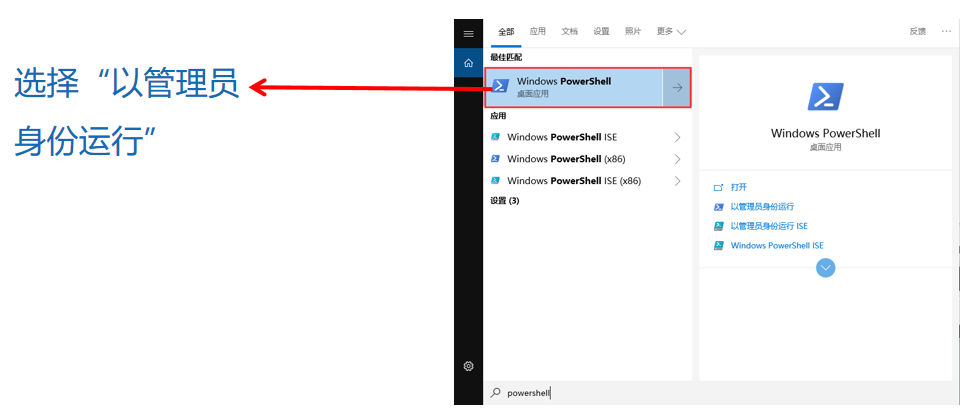 选择“以管理员
身份运行”
全部 应用 文档 设置 照片 更多 反馈 ···
最佳匹配
Windows PowerShell
桌面应用
应用
Windows PowerShell ISE
Windows PowerShell (x86)
Windows PowerShell ISE (x86)
设置 (3)
Windows PowerShell
桌面应用
打开
以管理员身份运行
以管理员身份运行 ISE
Windows PowerShell ISE
powershell